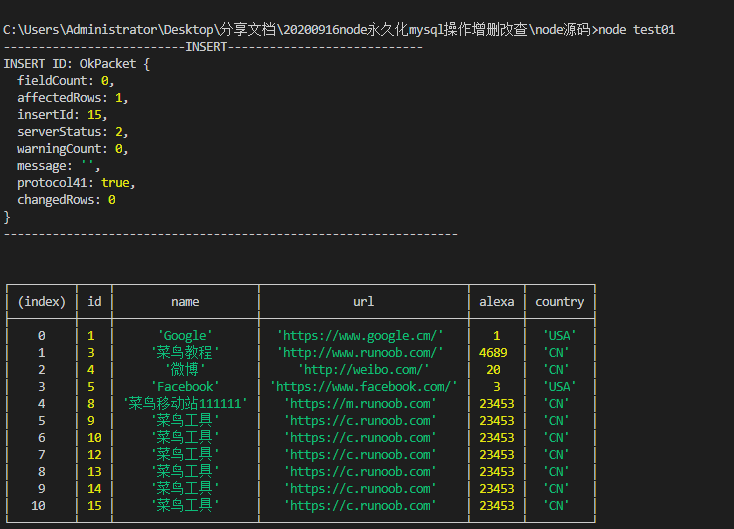 C:\Users\Administrator\Desktop\分享文档\20200916node永久化mysql操作增删改查\node源码>node test01
--------------------------INSERT----------------------------
INSERT ID: OkPacket {
  fieldCount: 0,
  affectedRows: 1,
  insertId: 15,
  serverStatus: 2,
  warningCount: 0,
  message: '',
  protocol41: true,
  changedRows: 0
}
-----------------------------------------------------------------
(index) id name url alexa country
0 1 'Google' 'https://www.google.cm/' 1 'USA'
1 3 '菜鸟教程' 'http://www.runoob.com/' 4689 'CN'
2 4 '微博' 'http://weibo.com/' 20 'CN'
3 5 'Facebook' 'https://www.facebook.com/' 3 'USA'
4 8 '菜鸟移动站111111' 'https://m.runoob.com' 23453 'CN'
5 9 '菜鸟工具' 'https://c.runoob.com' 23453 'CN'
6 10 '菜鸟工具' 'https://c.runoob.com' 23453 'CN'
7 12 '菜鸟工具' 'https://c.runoob.com' 23453 'CN'
8 13 '菜鸟工具' 'https://c.runoob.com' 23453 'CN'
9 14 '菜鸟工具' 'https://c.runoob.com' 23453 'CN'
10 15 '菜鸟工具' 'https://c.runoob.com' 23453 'CN'